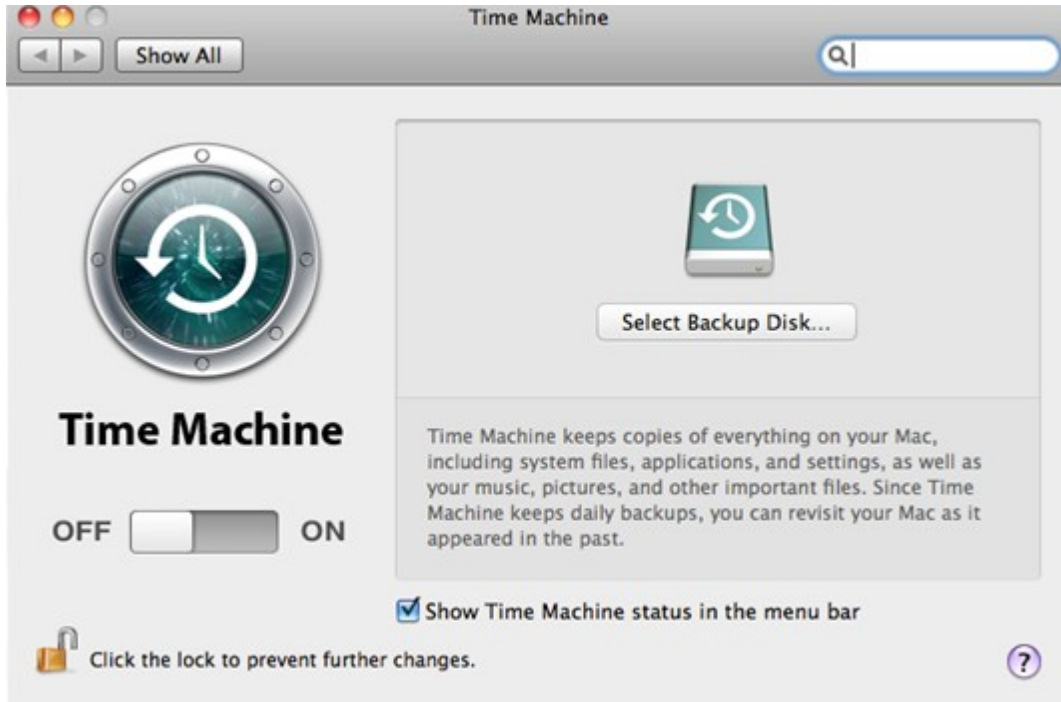 Time Machine
Show All
Select Backup Disk...
Time Machine
Time Machine keeps copies of everything on your Mac,
including system files, applications, and settings, as well as
your music, pictures, and other important files. Since Time
Machine keeps daily backups, you can revisit your Mac as it
appeared in the past.
OFF ON
Show Time Machine status in the menu bar
Click the lock to prevent further changes.
?